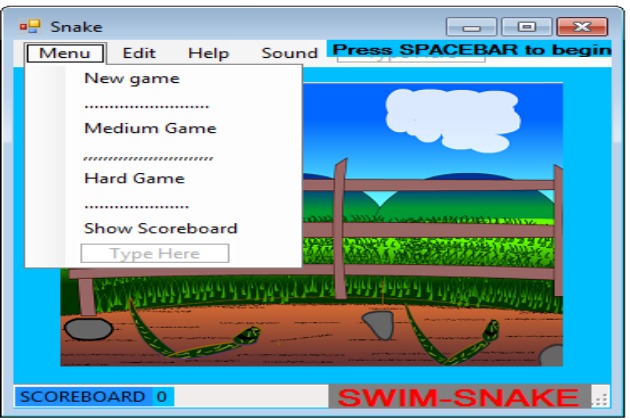 Snake
Menu Edit Help Sound Press SPACEBAR to begin
New game
.........................
Medium Game
,,,,,,,,,,,,,,,,,,,,,,,,,,
Hard Game
.....................
Show Scoreboard
Type Here
SCOREBOARD 0
SWIM-SNAKE